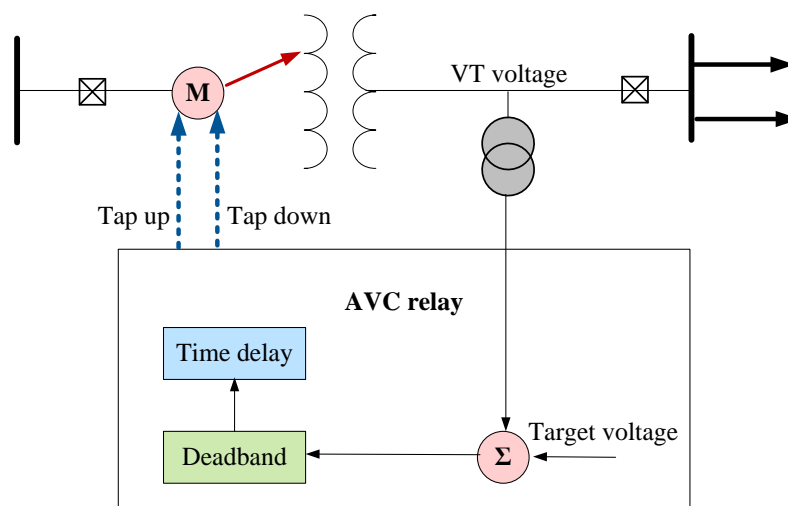 M
VT voltage
Tap up
Tap down
AVC relay
Time delay
Deadband
Σ
Target voltage